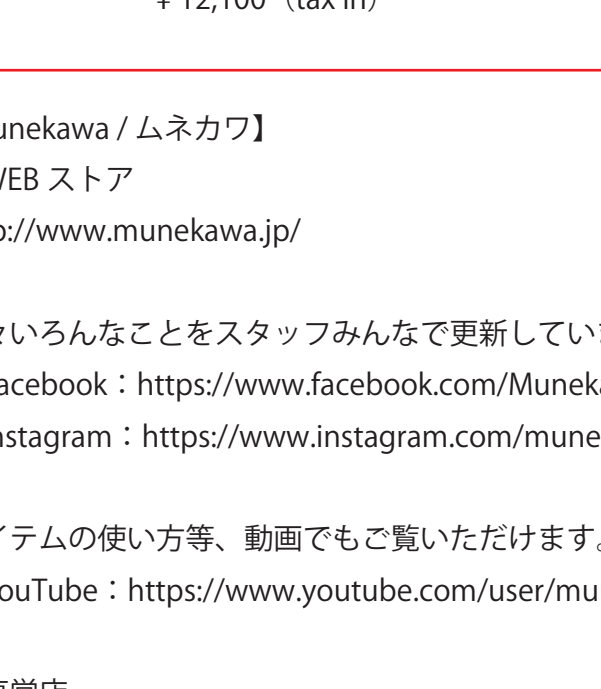 ¥ 12,100（tax in）
unekawa / ムネカワ】
WEB ストア
p://www.munekawa.jp/
々いろんなことをスタッフみんなで更新してい
acebook：https://www.facebook.com/Munek
nstagram：https://www.instagram.com/mune
イテムの使い方等、動画でもご覧いただけます。
ouTube：https://www.youtube.com/user/mu